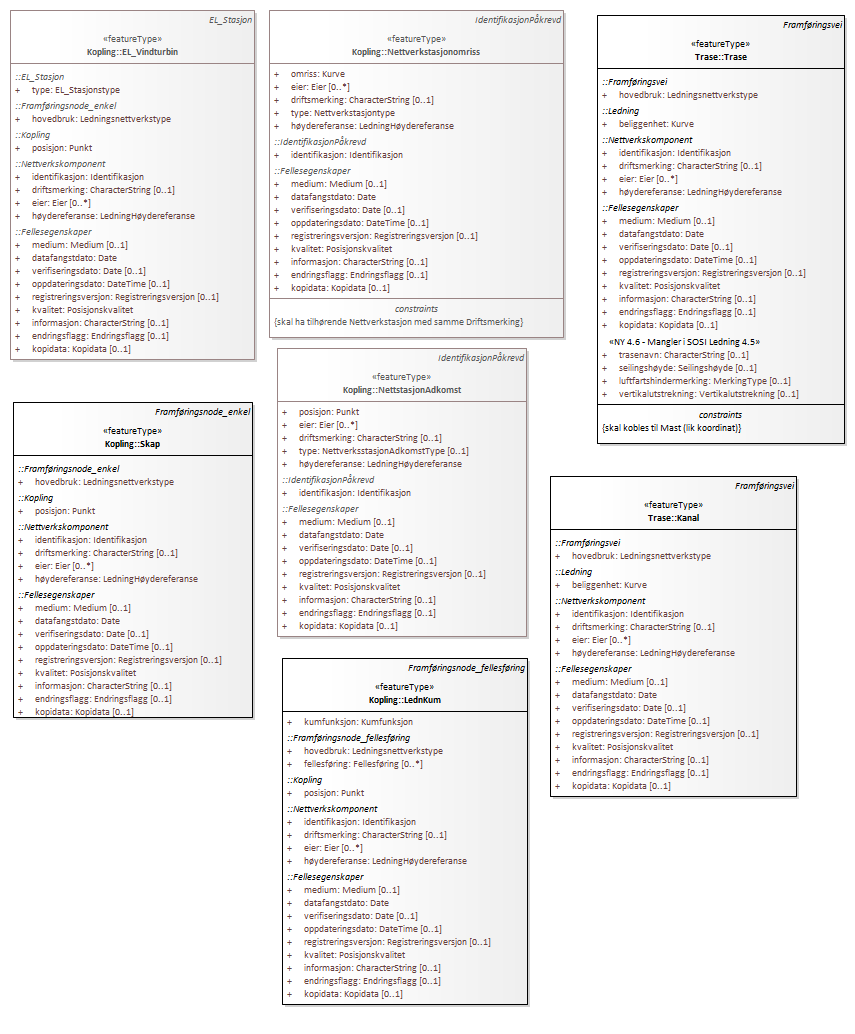 EL_Stasjon
«featureType»
Kopling::EL_Vindturbin
::EL_Stasjon
+ type: EL_Stasjonstype
::Framføringsnode_enkel
+ hovedbruk: Ledningsnettverkstype
::Kopling
+ posisjon: Punkt
::Nettverkskomponent
+ identifikasjon: Identifikasjon
+ driftsmerking: CharacterString [0..1]
+ eier: Eier [0..*]
+ høydereferanse: LedningHøydereferanse
::Fellesegenskaper
+ medium: Medium [0..1]
+ datafangstdato: Date
+ verifiseringsdato: Date [0..1]
+ oppdateringsdato: DateTime [0..1]
+ registreringsversjon: Registreringsversjon [0..1]
+ kvalitet: Posisjonskvalitet
+ informasjon: CharacterString [0..1]
+ endringsflagg: Endringsflagg [0..1]
+ kopidata: Kopidata [0..1]
IdentifikasjonPåkrevd
«featureType»
Kopling::Nettverkstasjonomriss
+ omriss: Kurve
+ eier: Eier [0..*]
+ driftsmerking: CharacterString [0..1]
+ type: Nettverkstasjontype
+ høydereferanse: LedningHøydereferanse
::IdentifikasjonPåkrevd
+ identifikasjon: Identifikasjon
::Fellesegenskaper
+ medium: Medium [0..1]
+ datafangstdato: Date
+ verifiseringsdato: Date [0..1]
+ oppdateringsdato: DateTime [0..1]
+ registreringsversjon: Registreringsversjon [0..1]
+ kvalitet: Posisjonskvalitet
+ informasjon: CharacterString [0..1]
+ endringsflagg: Endringsflagg [0..1]
+ kopidata: Kopidata [0..1]
constraints
{skal ha tilhørende Nettverkstasjon med samme Driftsmerking}
Framføringsvei
«featureType»
Trase::Trase
::Framføringsvei
+ hovedbruk: Ledningsnettverkstype
::Ledning
+ beliggenhet: Kurve
::Nettverkskomponent
+ identifikasjon: Identifikasjon
+ driftsmerking: CharacterString [0..1]
+ eier: Eier [0..*]
+ høydereferanse: LedningHøydereferanse
::Fellesegenskaper
+ medium: Medium [0..1]
+ datafangstdato: Date
+ verifiseringsdato: Date [0..1]
+ oppdateringsdato: DateTime [0..1]
+ registreringsversjon: Registreringsversjon [0..1]
+ kvalitet: Posisjonskvalitet
+ informasjon: CharacterString [0..1]
+ endringsflagg: Endringsflagg [0..1]
+ kopidata: Kopidata [0..1]
«NY 4.6 - Mangler i SOSI Ledning 4.5»
+ trasenavn: CharacterString [0..1]
+ seilingshøyde: Seilingshøyde [0..1]
+ luftfartshindermerking: MerkingType [0..1]
+ vertikalutstrekning: Vertikalutstrekning [0..1]
constraints
{skal kobles til Mast (lik koordinat)}
Framføringsnode_enkel
«featureType»
Kopling::Skap
::Framføringsnode_enkel
+ hovedbruk: Ledningsnettverkstype
::Kopling
+ posisjon: Punkt
::Nettverkskomponent
+ identifikasjon: Identifikasjon
+ driftsmerking: CharacterString [0..1]
+ eier: Eier [0..*]
+ høydereferanse: LedningHøydereferanse
::Fellesegenskaper
+ medium: Medium [0..1]
+ datafangstdato: Date
+ verifiseringsdato: Date [0..1]
+ oppdateringsdato: DateTime [0..1]
+ registreringsversjon: Registreringsversjon [0..1]
+ kvalitet: Posisjonskvalitet
+ informasjon: CharacterString [0..1]
+ endringsflagg: Endringsflagg [0..1]
+ kopidata: Kopidata [0..1]
IdentifikasjonPåkrevd
«featureType»
Kopling::NettstasjonAdkomst
+ posisjon: Punkt
+ eier: Eier [0..*]
+ driftsmerking: CharacterString [0..1]
+ type: NettverksstasjonAdkomstType [0..1]
+ høydereferanse: LedningHøydereferanse
::IdentifikasjonPåkrevd
+ identifikasjon: Identifikasjon
::Fellesegenskaper
+ medium: Medium [0..1]
+ datafangstdato: Date
+ verifiseringsdato: Date [0..1]
+ oppdateringsdato: DateTime [0..1]
+ registreringsversjon: Registreringsversjon [0..1]
+ kvalitet: Posisjonskvalitet
+ informasjon: CharacterString [0..1]
+ endringsflagg: Endringsflagg [0..1]
+ kopidata: Kopidata [0..1]
Framføringsvei
«featureType»
Trase::Kanal
::Framføringsvei
+ hovedbruk: Ledningsnettverkstype
::Ledning
+ beliggenhet: Kurve
::Nettverkskomponent
+ identifikasjon: Identifikasjon
+ driftsmerking: CharacterString [0..1]
+ eier: Eier [0..*]
+ høydereferanse: LedningHøydereferanse
::Fellesegenskaper
+ medium: Medium [0..1]
+ datafangstdato: Date
+ verifiseringsdato: Date [0..1]
+ oppdateringsdato: DateTime [0..1]
+ registreringsversjon: Registreringsversjon [0..1]
+ kvalitet: Posisjonskvalitet
+ informasjon: CharacterString [0..1]
+ endringsflagg: Endringsflagg [0..1]
+ kopidata: Kopidata [0..1]
Framføringsnode_fellesføring
«featureType»
Kopling::LednKum
+ kumfunksjon: Kumfunksjon
::Framføringsnode_fellesføring
+ hovedbruk: Ledningsnettverkstype
+ fellesføring: Fellesføring [0..*]
::Kopling
+ posisjon: Punkt
::Nettverkskomponent
+ identifikasjon: Identifikasjon
+ driftsmerking: CharacterString [0..1]
+ eier: Eier [0..*]
+ høydereferanse: LedningHøydereferanse
::Fellesegenskaper
+ medium: Medium [0..1]
+ datafangstdato: Date
+ verifiseringsdato: Date [0..1]
+ oppdateringsdato: DateTime [0..1]
+ registreringsversjon: Registreringsversjon [0..1]
+ kvalitet: Posisjonskvalitet
+ informasjon: CharacterString [0..1]
+ endringsflagg: Endringsflagg [0..1]
+ kopidata: Kopidata [0..1]